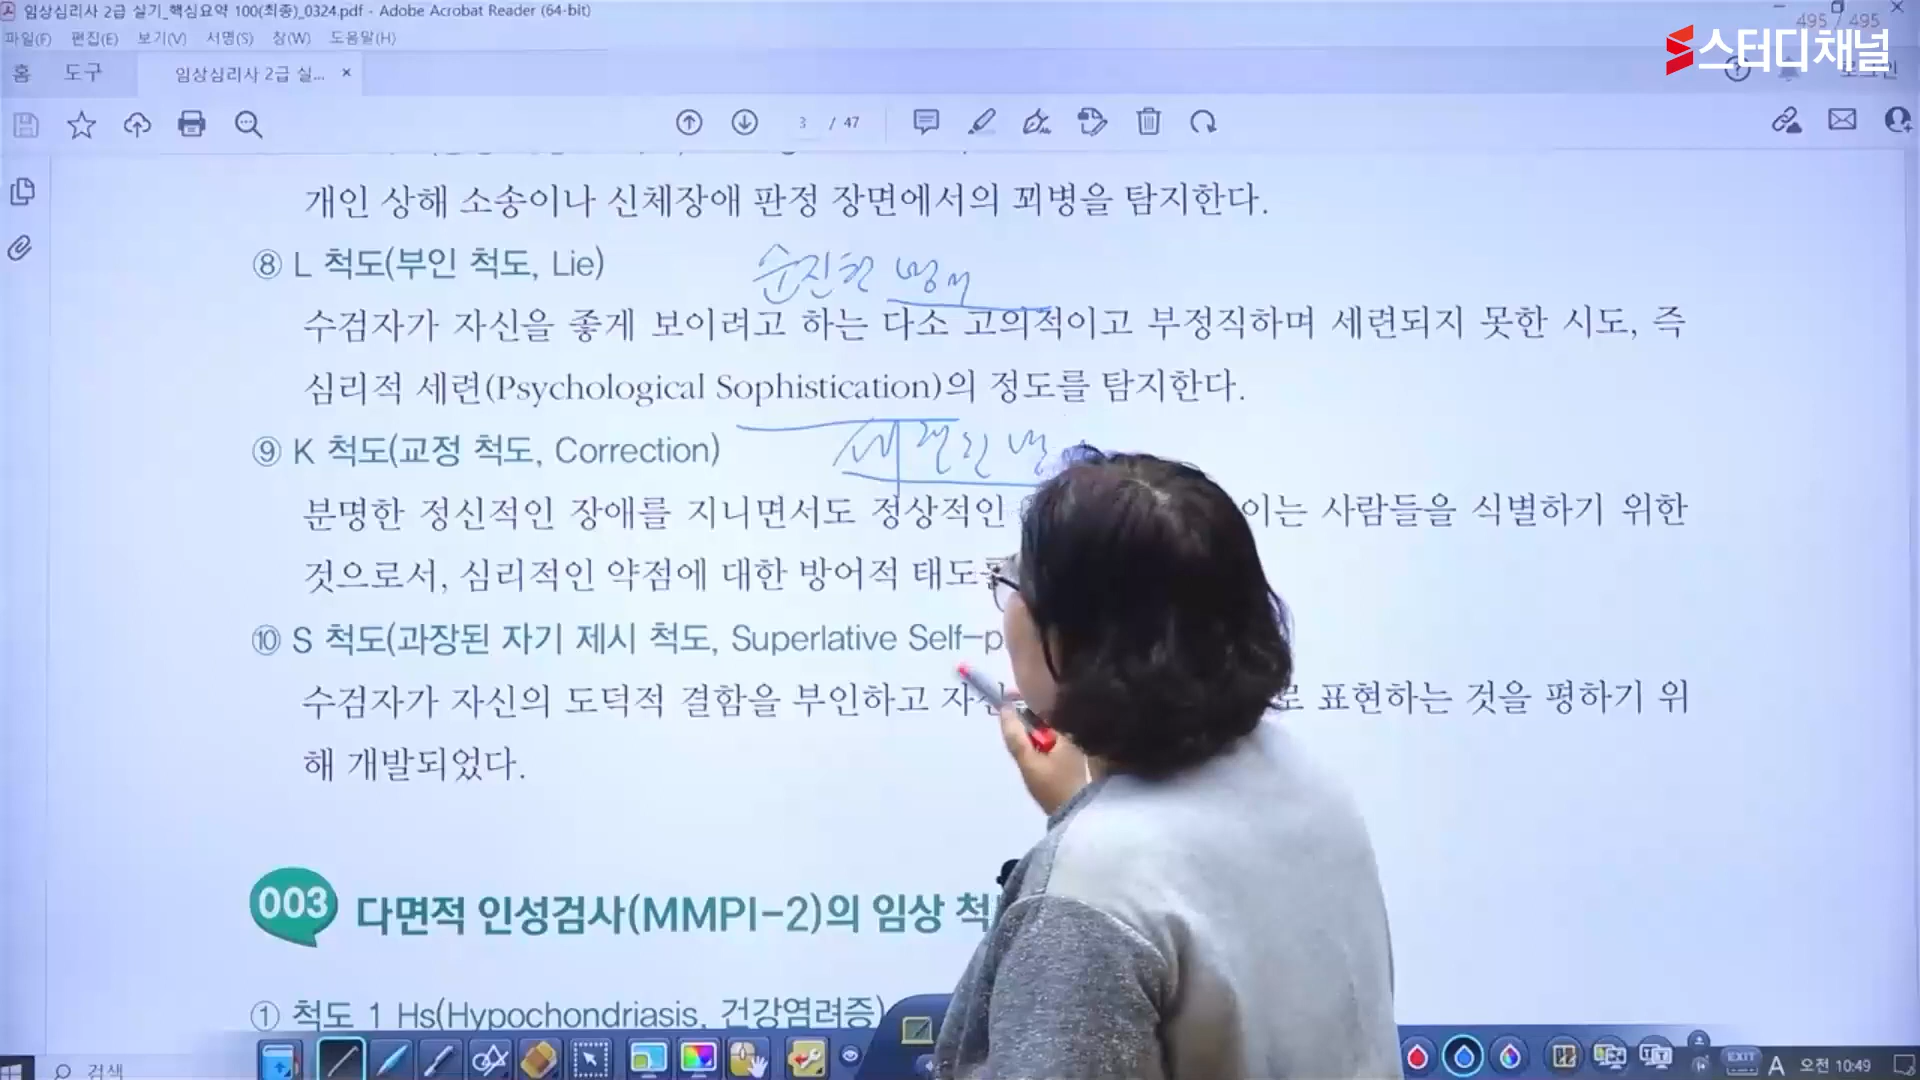 임상심리사 2급 실기_핵심요약 100(최종)_0324.pdf - Adobe Acrobat Reader (64-bit)
495 / 495
스터디채널
파일(F) 편집(E) 보기(V) 서명(S) 창(W) 도움말(H)
홈 도구 임상심리사 2급 실... × 로그인
3 / 47
개인 상해 소송이나 신체장애 판정 장면에서의 꾀병을 탐지한다.
⑧ L 척도(부인 척도, Lie)
순진한 방어
수검자가 자신을 좋게 보이려고 하는 다소 고의적이고 부정직하며 세련되지 못한 시도, 즉
심리적 세련(Psychological Sophistication)의 정도를 탐지한다.
⑨ K 척도(교정 척도, Correction)
세련된
분명한 정신적인 장애를 지니면서도 정상적인 이는 사람들을 식별하기 위한
것으로서, 심리적인 약점에 대한 방어적 태도를
⑩ S 척도(과장된 자기 제시 척도, Superlative Self-p
수검자가 자신의 도덕적 결함을 부인하고 자신 로 표현하는 것을 평하기 위
해 개발되었다.
003 다면적 인성검사(MMPI-2)의 임상 척
① 척도 1 Hs(Hypochondriasis, 건강염려증)
검색
EXIT A 오전 10:49